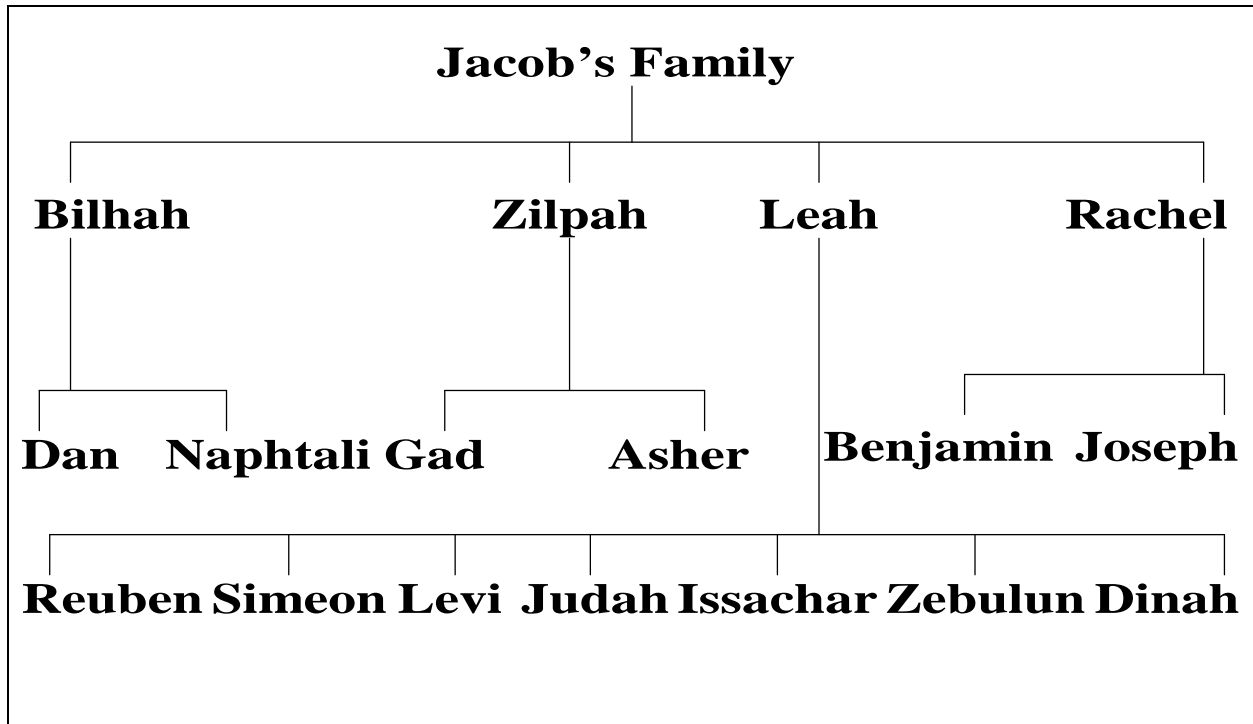 Jacob’s Family
Bilhah Zilpah Leah Rachel
Dan Naphtali Gad Asher Benjamin Joseph
Reuben Simeon Levi Judah Issachar Zebulun Dinah